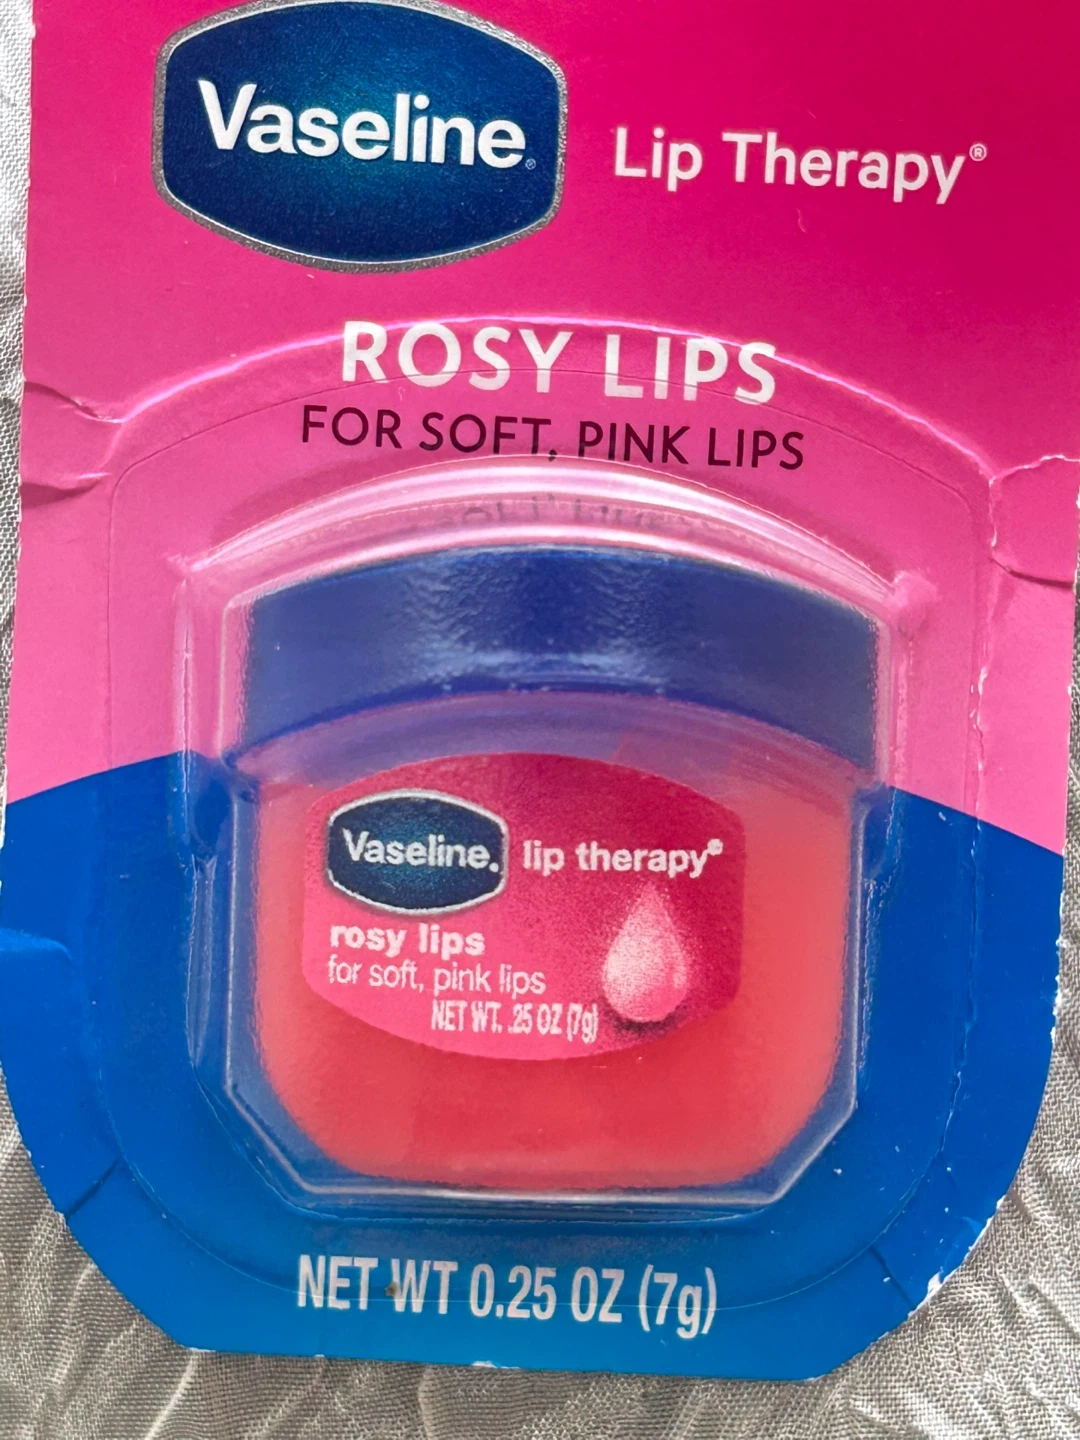 Vaseline®
Lip Therapy®
ROSY LIPS
FOR SOFT, PINK LIPS
Vaseline. lip therapy®
rosy lips
for soft, pink lips
NET WT. .25 OZ (7g)
NET WT 0.25 OZ (7g)